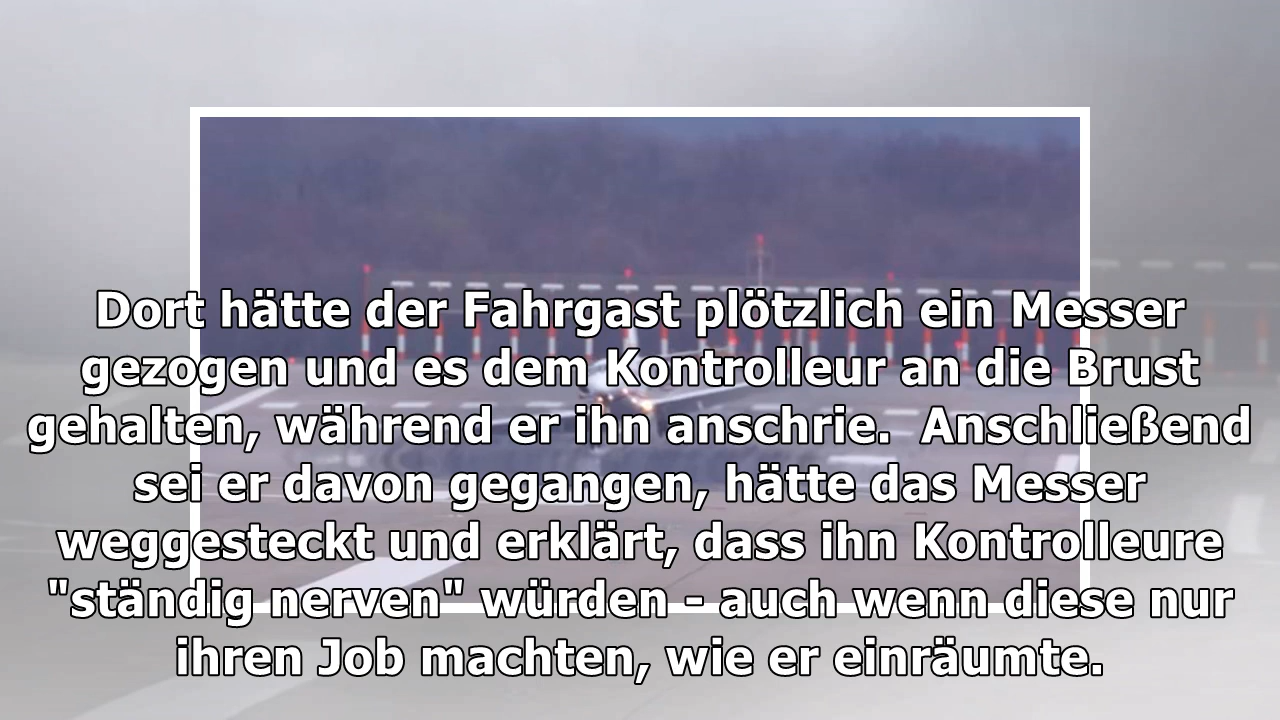 Dort hätte der Fahrgast plötzlich ein Messer
gezogen und es dem Kontrolleur an die Brust
gehalten, während er ihn anschrie.  Anschließend
sei er davon gegangen, hätte das Messer
weggesteckt und erklärt, dass ihn Kontrolleure
"ständig nerven" würden - auch wenn diese nur
ihren Job machten, wie er einräumte.